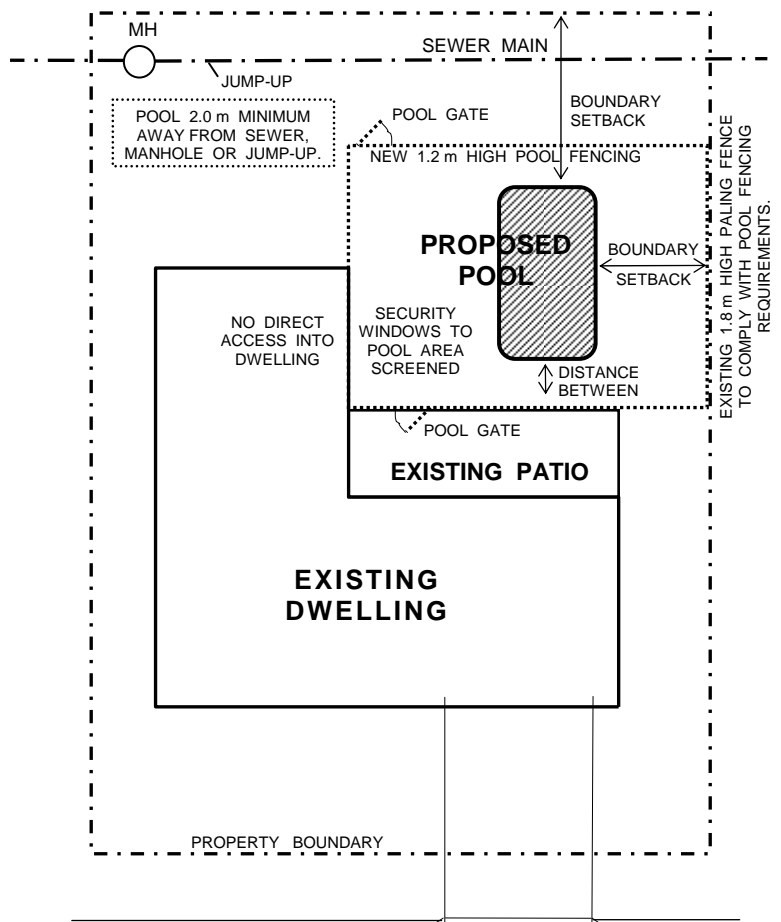 MH
SEWER MAIN
JUMP-UP
POOL 2.0 m MINIMUM
AWAY FROM SEWER,
MANHOLE OR JUMP-UP.
POOL GATE
BOUNDARY
SETBACK
NEW 1.2 m HIGH POOL FENCING
PROPOSED
POOL
BOUNDARY
SETBACK
EXISTING 1.8 m HIGH PALING FENCE
TO COMPLY WITH POOL FENCING
REQUIREMENTS.
NO DIRECT
ACCESS INTO
DWELLING
SECURITY
WINDOWS TO
POOL AREA
SCREENED
DISTANCE
BETWEEN
POOL GATE
EXISTING PATIO
EXISTING
DWELLING
PROPERTY BOUNDARY